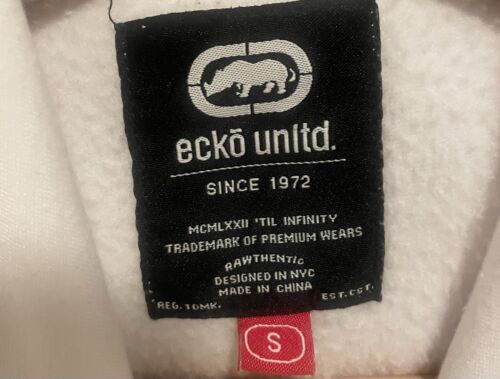 eckō unltd.
SINCE 1972
MCMLXXII 'TIL INFINITY
TRADEMARK OF PREMIUM WEARS
RAWTHENTIC
DESIGNED IN NYC
MADE IN CHINA
REG. TDMK.
EST. CST.
S